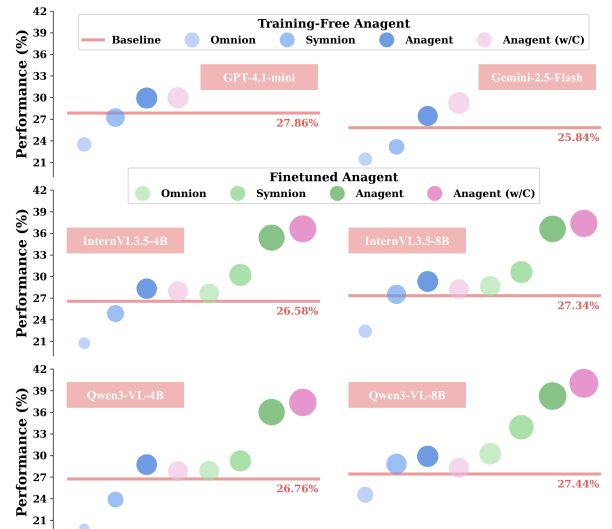 Training-Free Anagent
Baseline Omnion Symnion Anagent Anagent (w/C)
Performance (%)
42
39
36
33
30
27
24
21
GPT-4.1-mini
27.86%
Gemini-2.5-Flash
25.84%
Finetuned Anagent
Omnion Symnion Anagent Anagent (w/C)
Performance (%)
42
39
36
33
30
27
24
21
InternVL3.5-4B
26.58%
InternVL3.5-8B
27.34%
Performance (%)
42
39
36
33
30
27
24
21
Qwen3-VL-4B
26.76%
Qwen3-VL-8B
27.44%